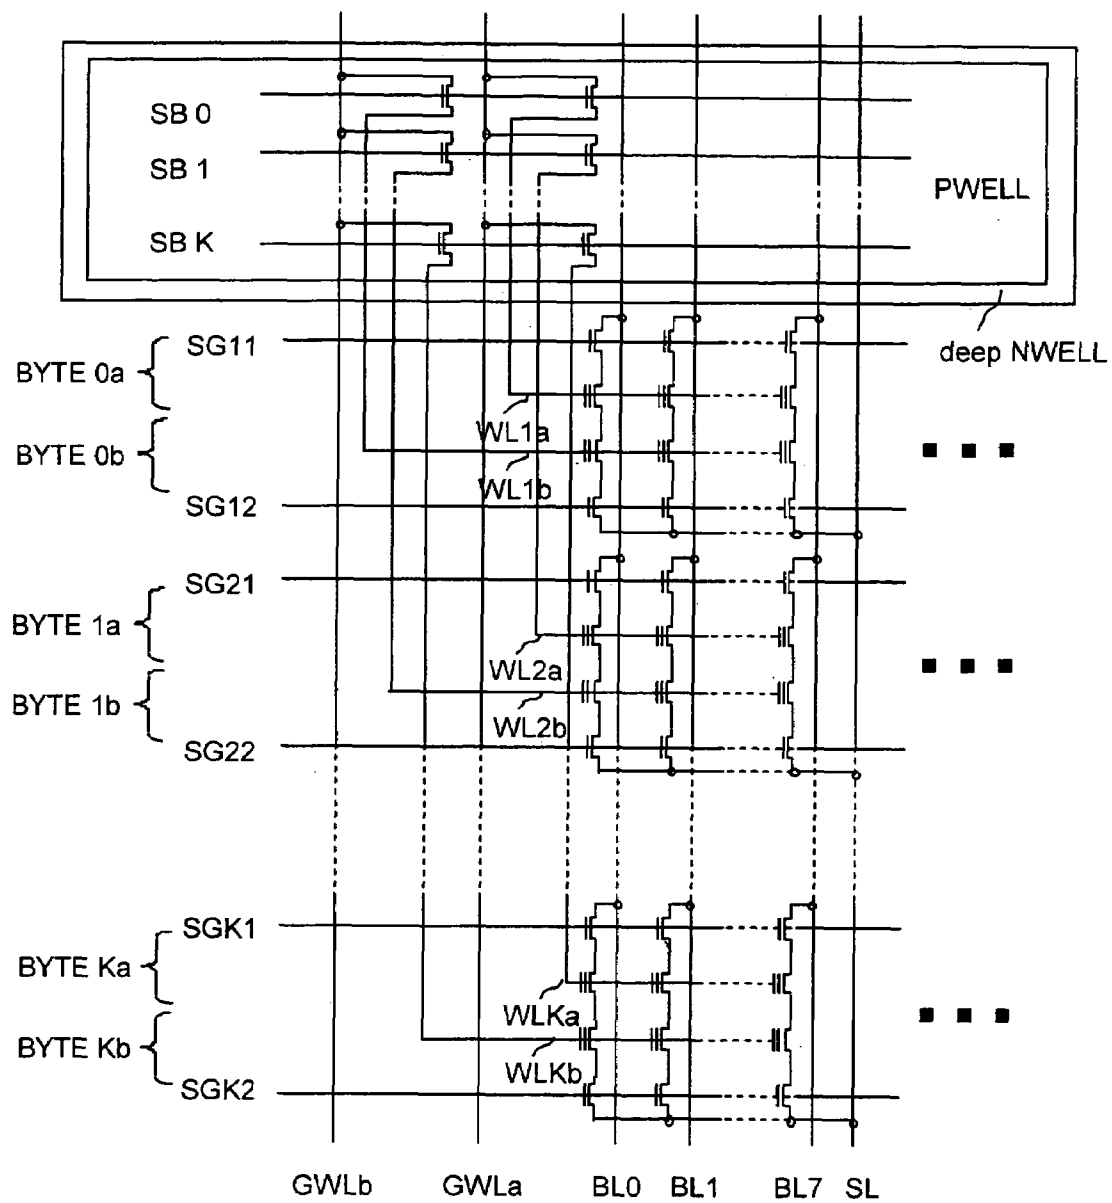 SB 0
SB 1
PWELL
SB K
SG11
deep NWELL
BYTE 0a
WL1a
BYTE 0b
WL1b
SG12
SG21
BYTE 1a
WL2a
BYTE 1b
WL2b
SG22
SGK1
BYTE Ka
WLKa
BYTE Kb
WLKb
SGK2
GWLb GWLa BL0 BL1 BL7 SL